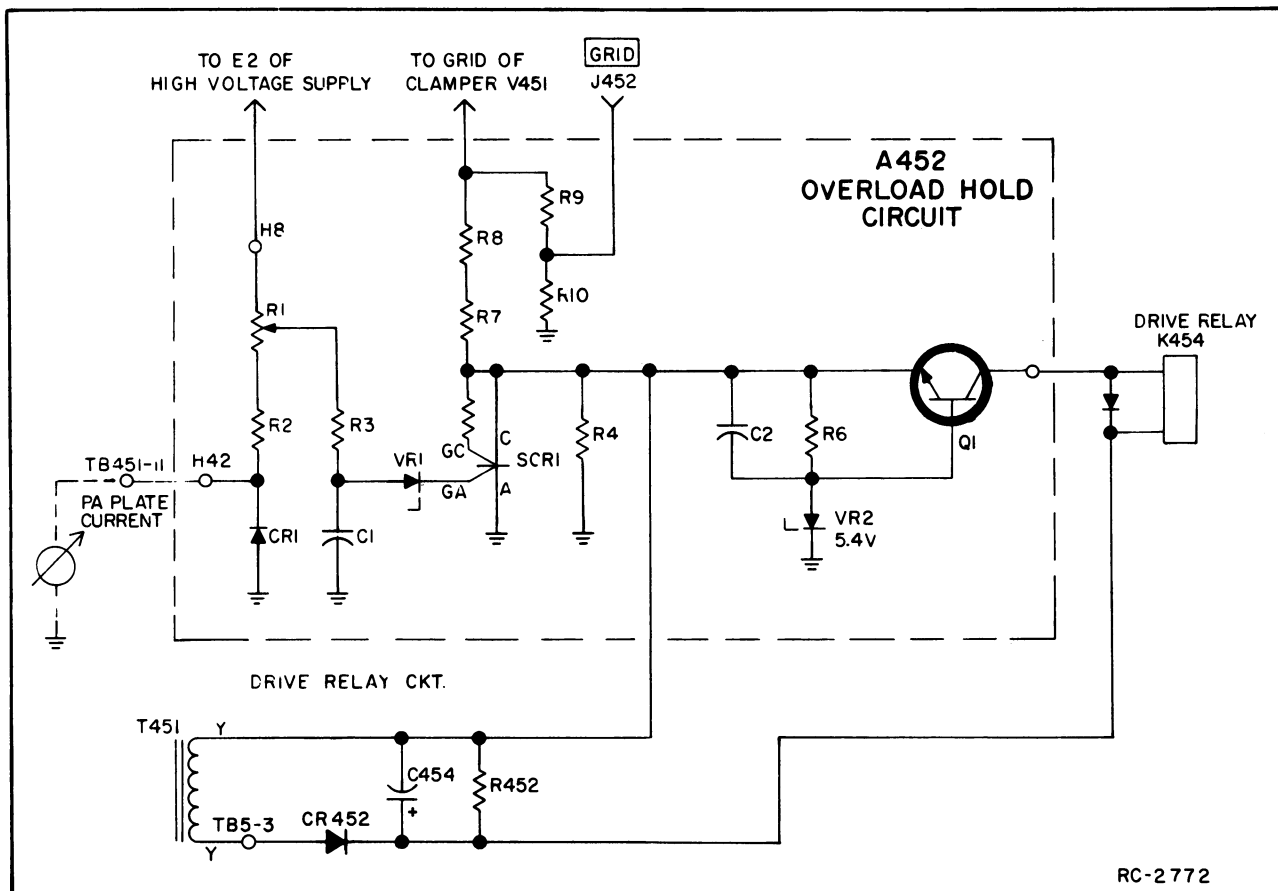 TO E2 OF
HIGH VOLTAGE SUPPLY
TO GRID OF
CLAMPER V451
GRID
J452
A452
OVERLOAD HOLD
CIRCUIT
H8
R9
R8
R1
R10
R7
DRIVE RELAY
K454
R2
R3
C2
R6
Q1
GC
C
SCR1
R4
TB451-11
H42
VR1
GA
A
PA PLATE
CURRENT
CR1
C1
VR2
5.4V
DRIVE RELAY CKT.
T451
Y
C454
+
R452
TB5-3
CR452
Y
RC-2772